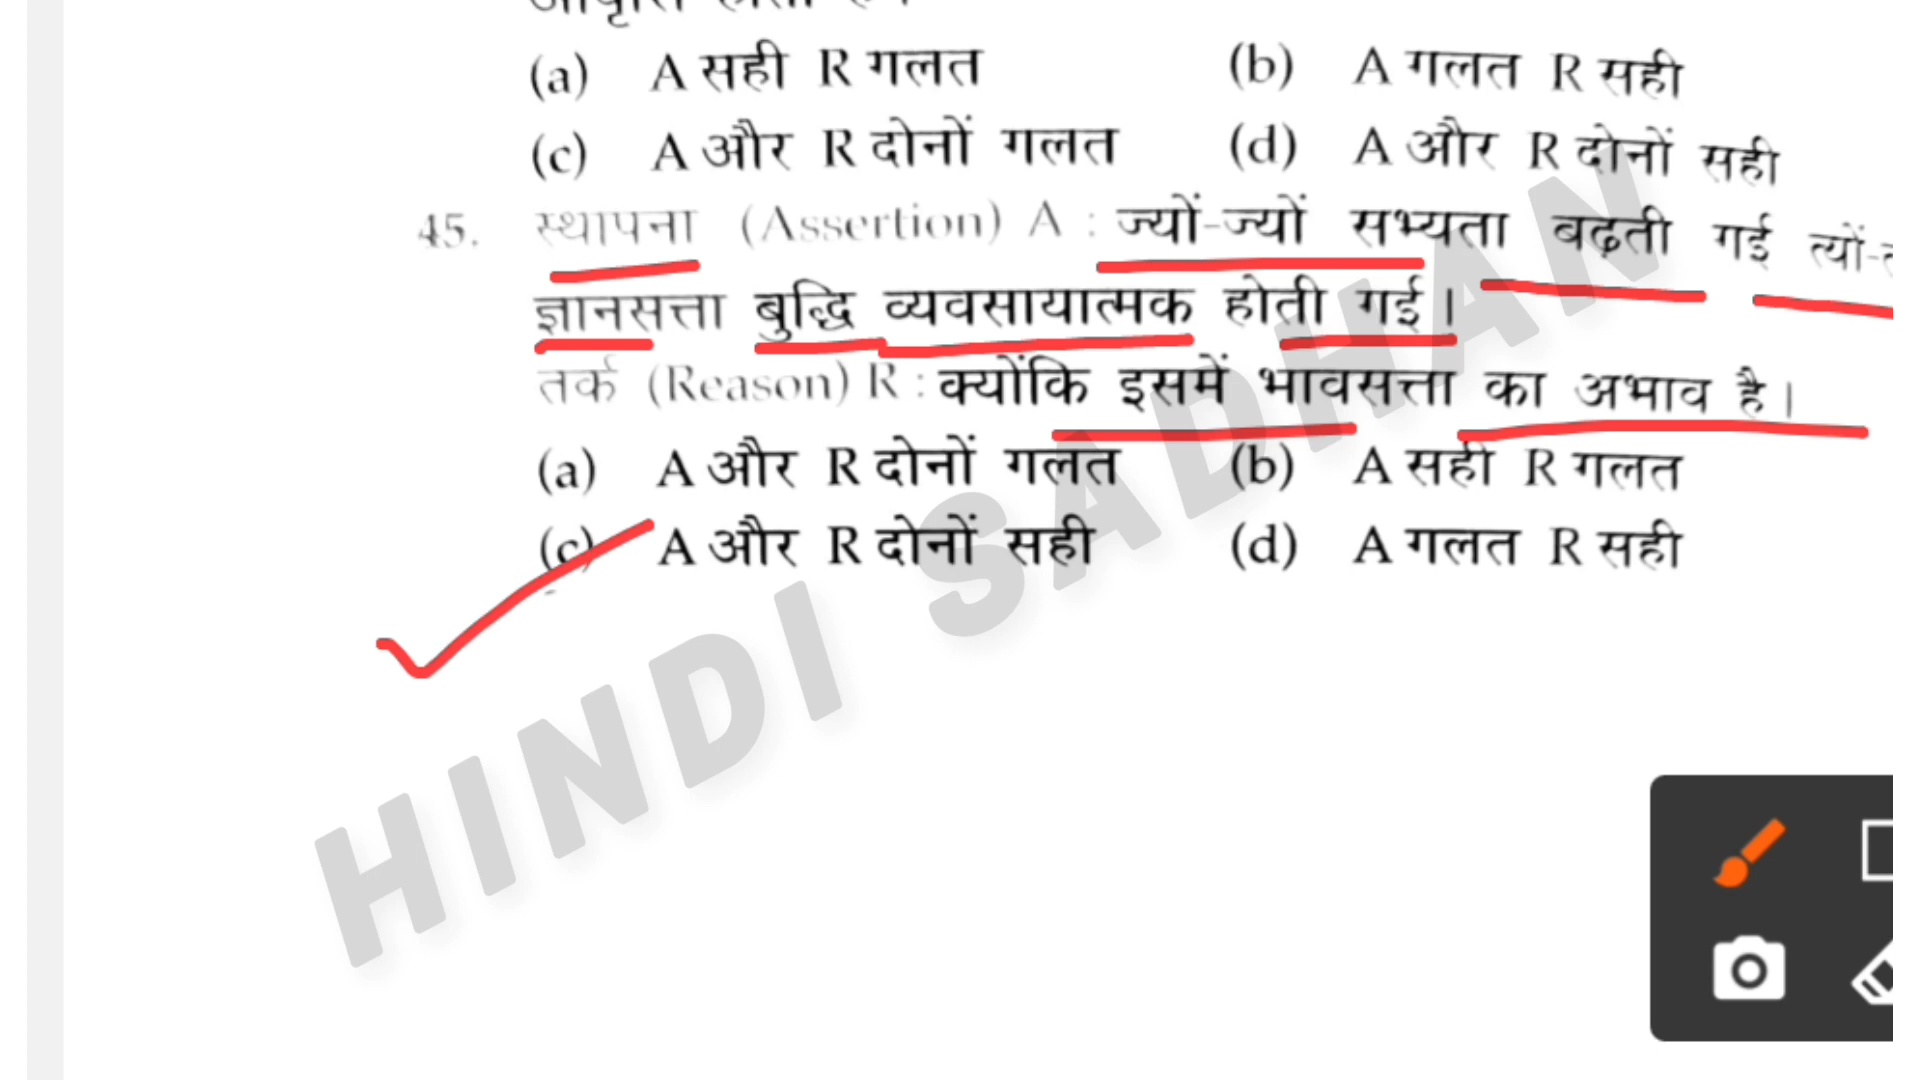 (a) A सही R गलत (b) A गलत R सही
(c) A और R दोनों गलत (d) A और R दोनों सही
45. स्थापना (Assertion) A : ज्यों-ज्यों सभ्यता बढ़ती गई
ज्ञानसत्ता बुद्धि व्यवसायात्मक होती गई।
तर्क (Reason) R : क्योंकि इसमें भावसत्ता का अभाव है।
(a) A और R दोनों गलत (b) A सही R गलत
(c) A और R दोनों सही (d) A गलत R सही
HINDI SADHAN